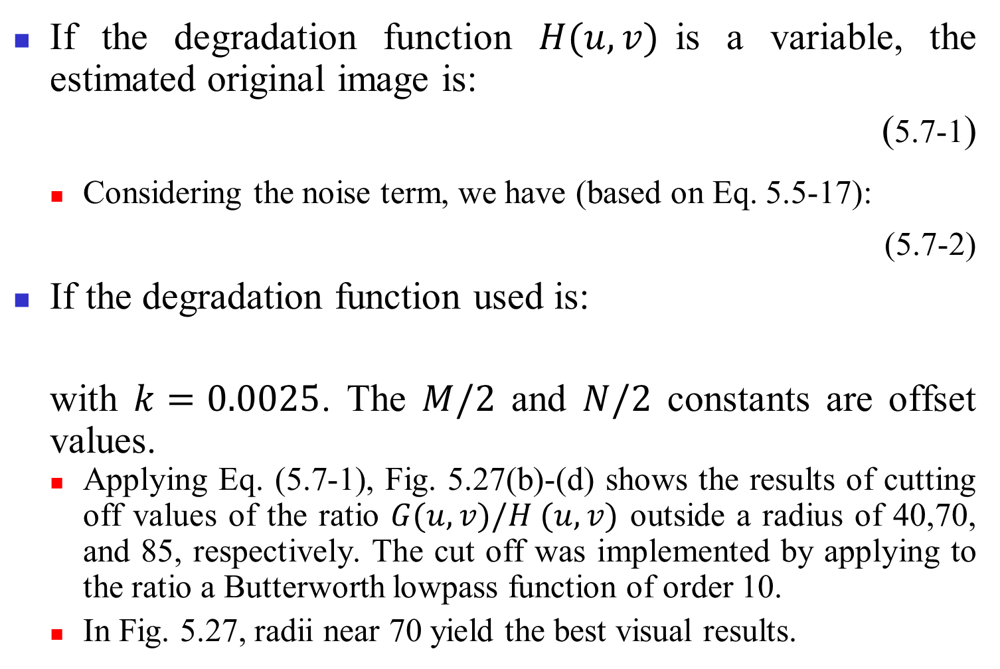 If the degradation function H(u, v) is a variable, the
estimated original image is:
(5.7-1)
Considering the noise term, we have (based on Eq. 5.5-17):
(5.7-2)
If the degradation function used is:
with k = 0.0025. The M/2 and N/2 constants are offset
values.
Applying Eq. (5.7-1), Fig. 5.27(b)-(d) shows the results of cutting
off values of the ratio G(u, v)/H (u, v) outside a radius of 40,70,
and 85, respectively. The cut off was implemented by applying to
the ratio a Butterworth lowpass function of order 10.
In Fig. 5.27, radii near 70 yield the best visual results.